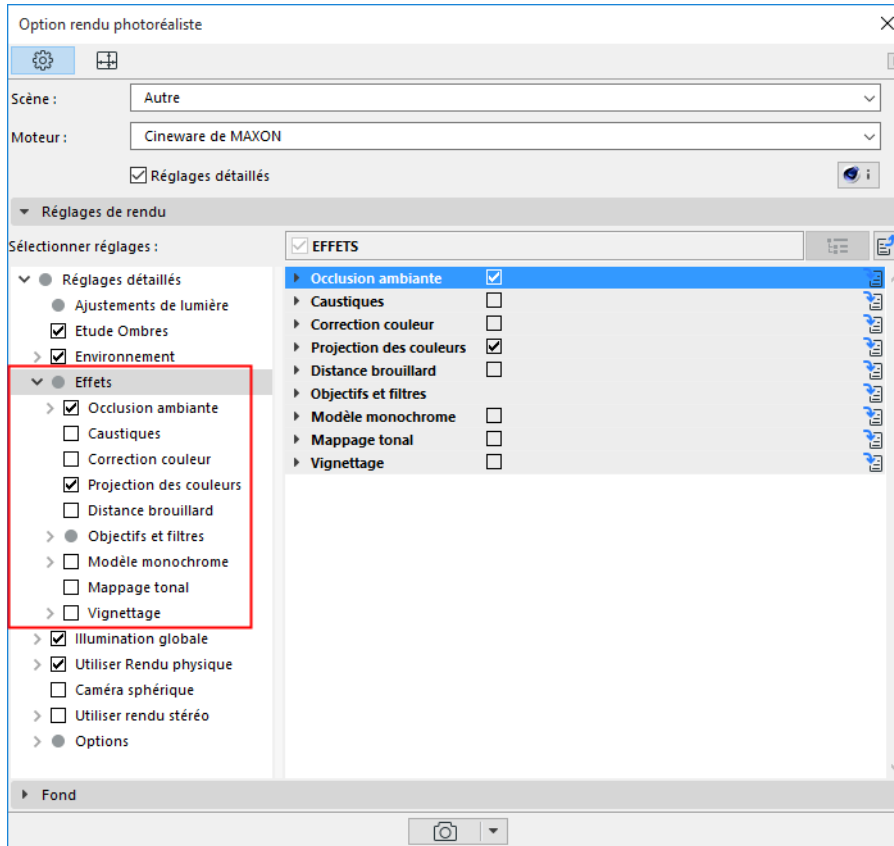 Option rendu photoréaliste
Scène :
Autre
Moteur :
Cineware de MAXON
Réglages détaillés
i
Réglages de rendu
Sélectionner réglages :
EFFETS
Réglages détaillés
Ajustements de lumière
Etude Ombres
Environnement
Effets
Occlusion ambiante
Caustiques
Correction couleur
Projection des couleurs
Distance brouillard
Objectifs et filtres
Modèle monochrome
Mappage tonal
Vignettage
Illumination globale
Utiliser Rendu physique
Caméra sphérique
Utiliser rendu stéréo
Options
Occlusion ambiante
Caustiques
Correction couleur
Projection des couleurs
Distance brouillard
Objectifs et filtres
Modèle monochrome
Mappage tonal
Vignettage
Fond